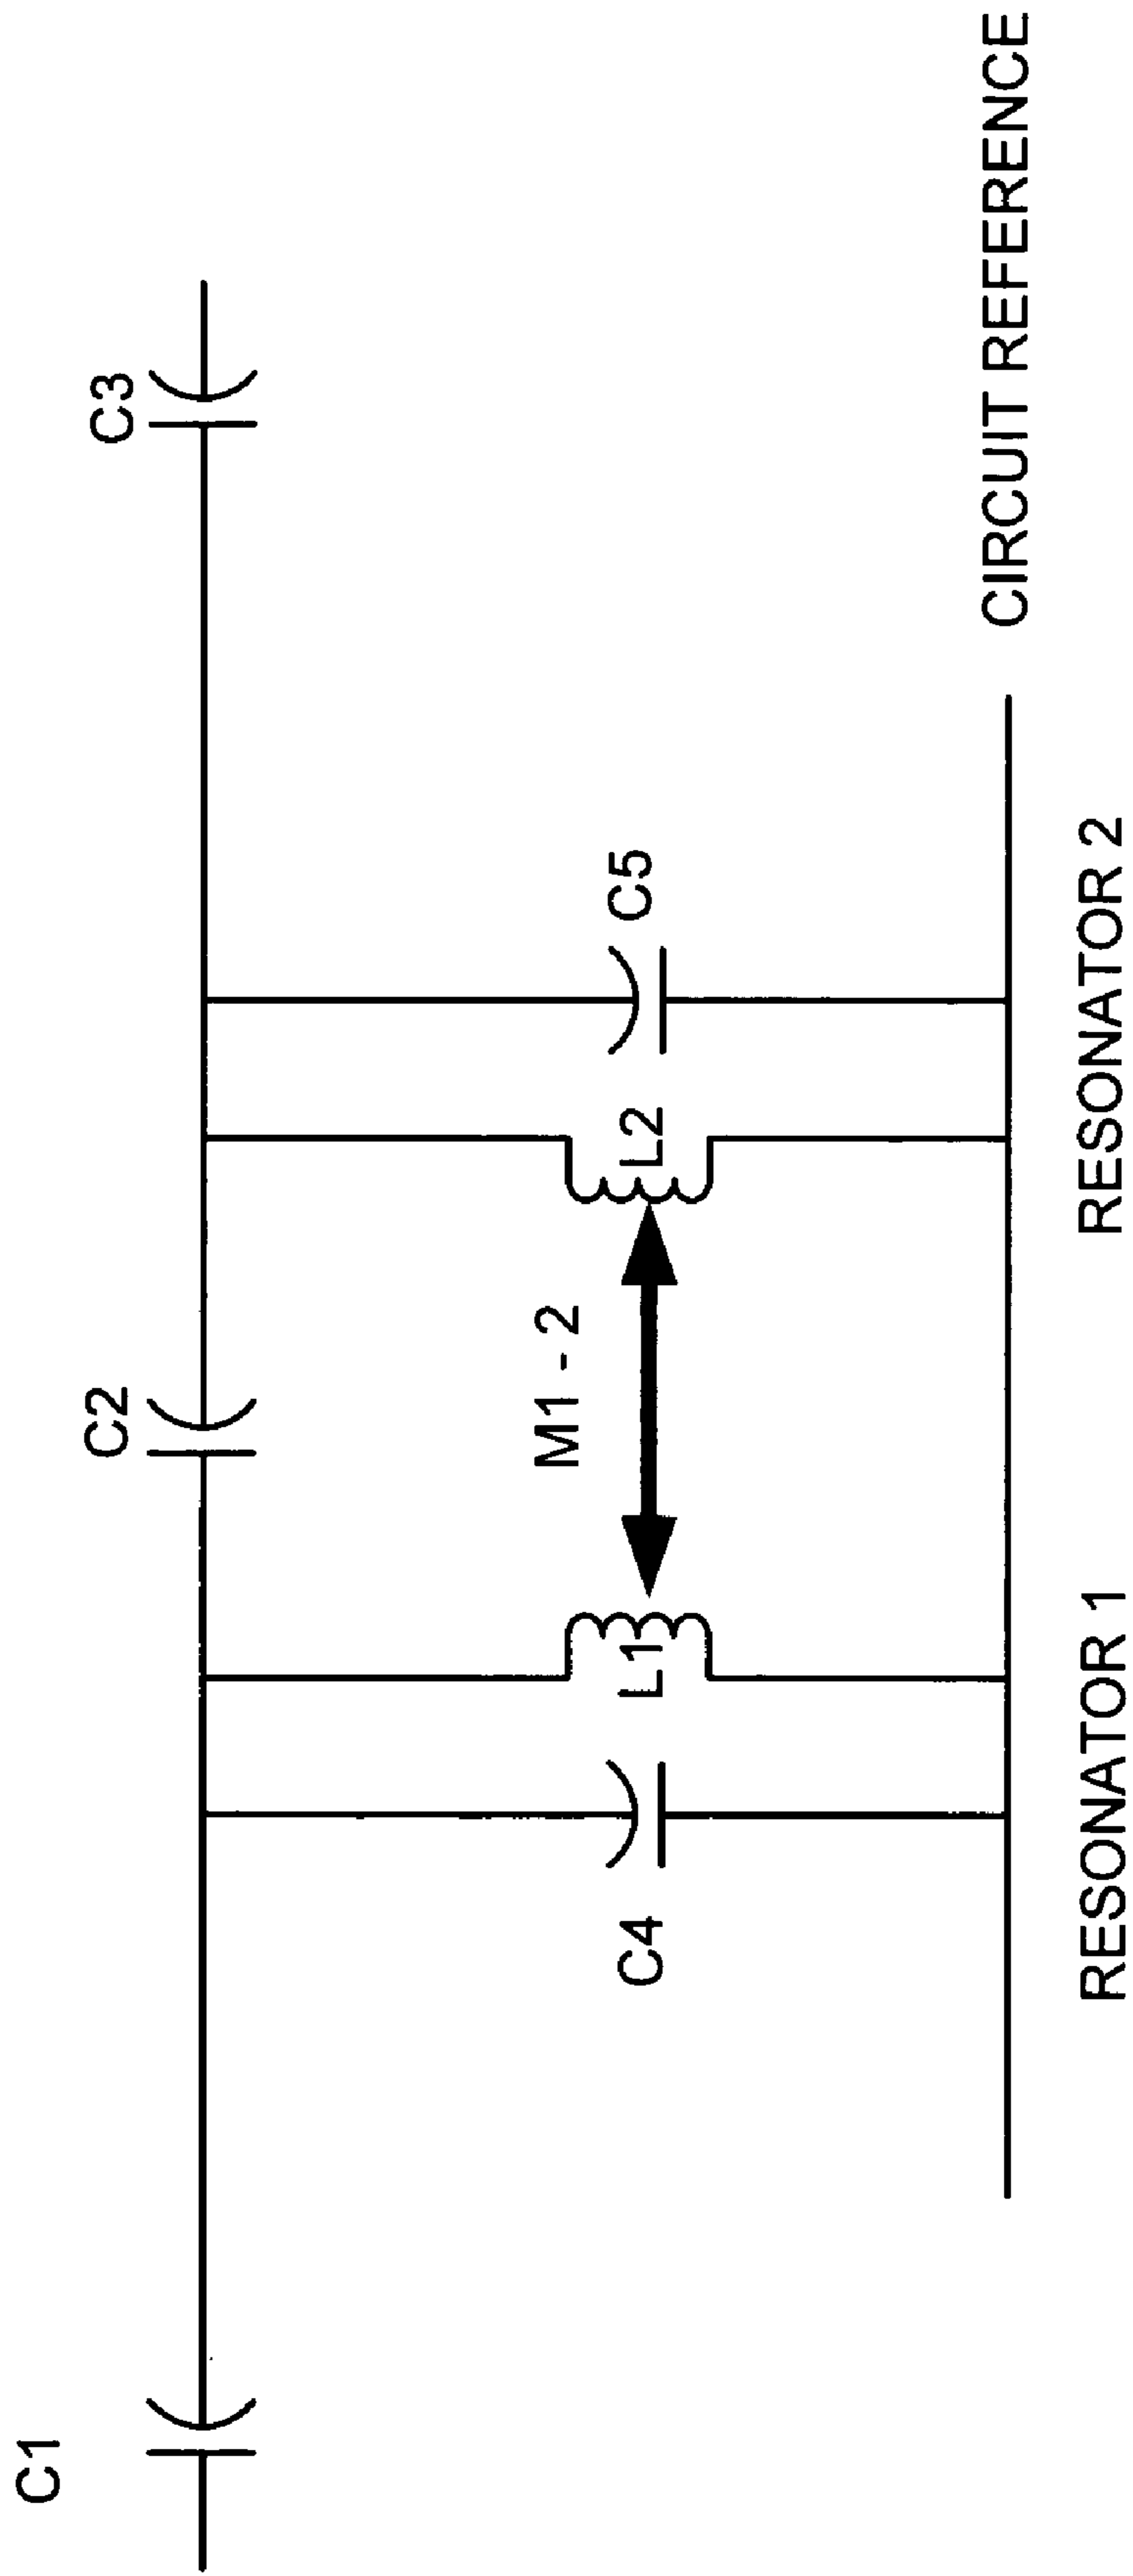 C1
C2
C3
M1 - 2
C4
L1
L2
C5
CIRCUIT REFERENCE
RESONATOR 1
RESONATOR 2